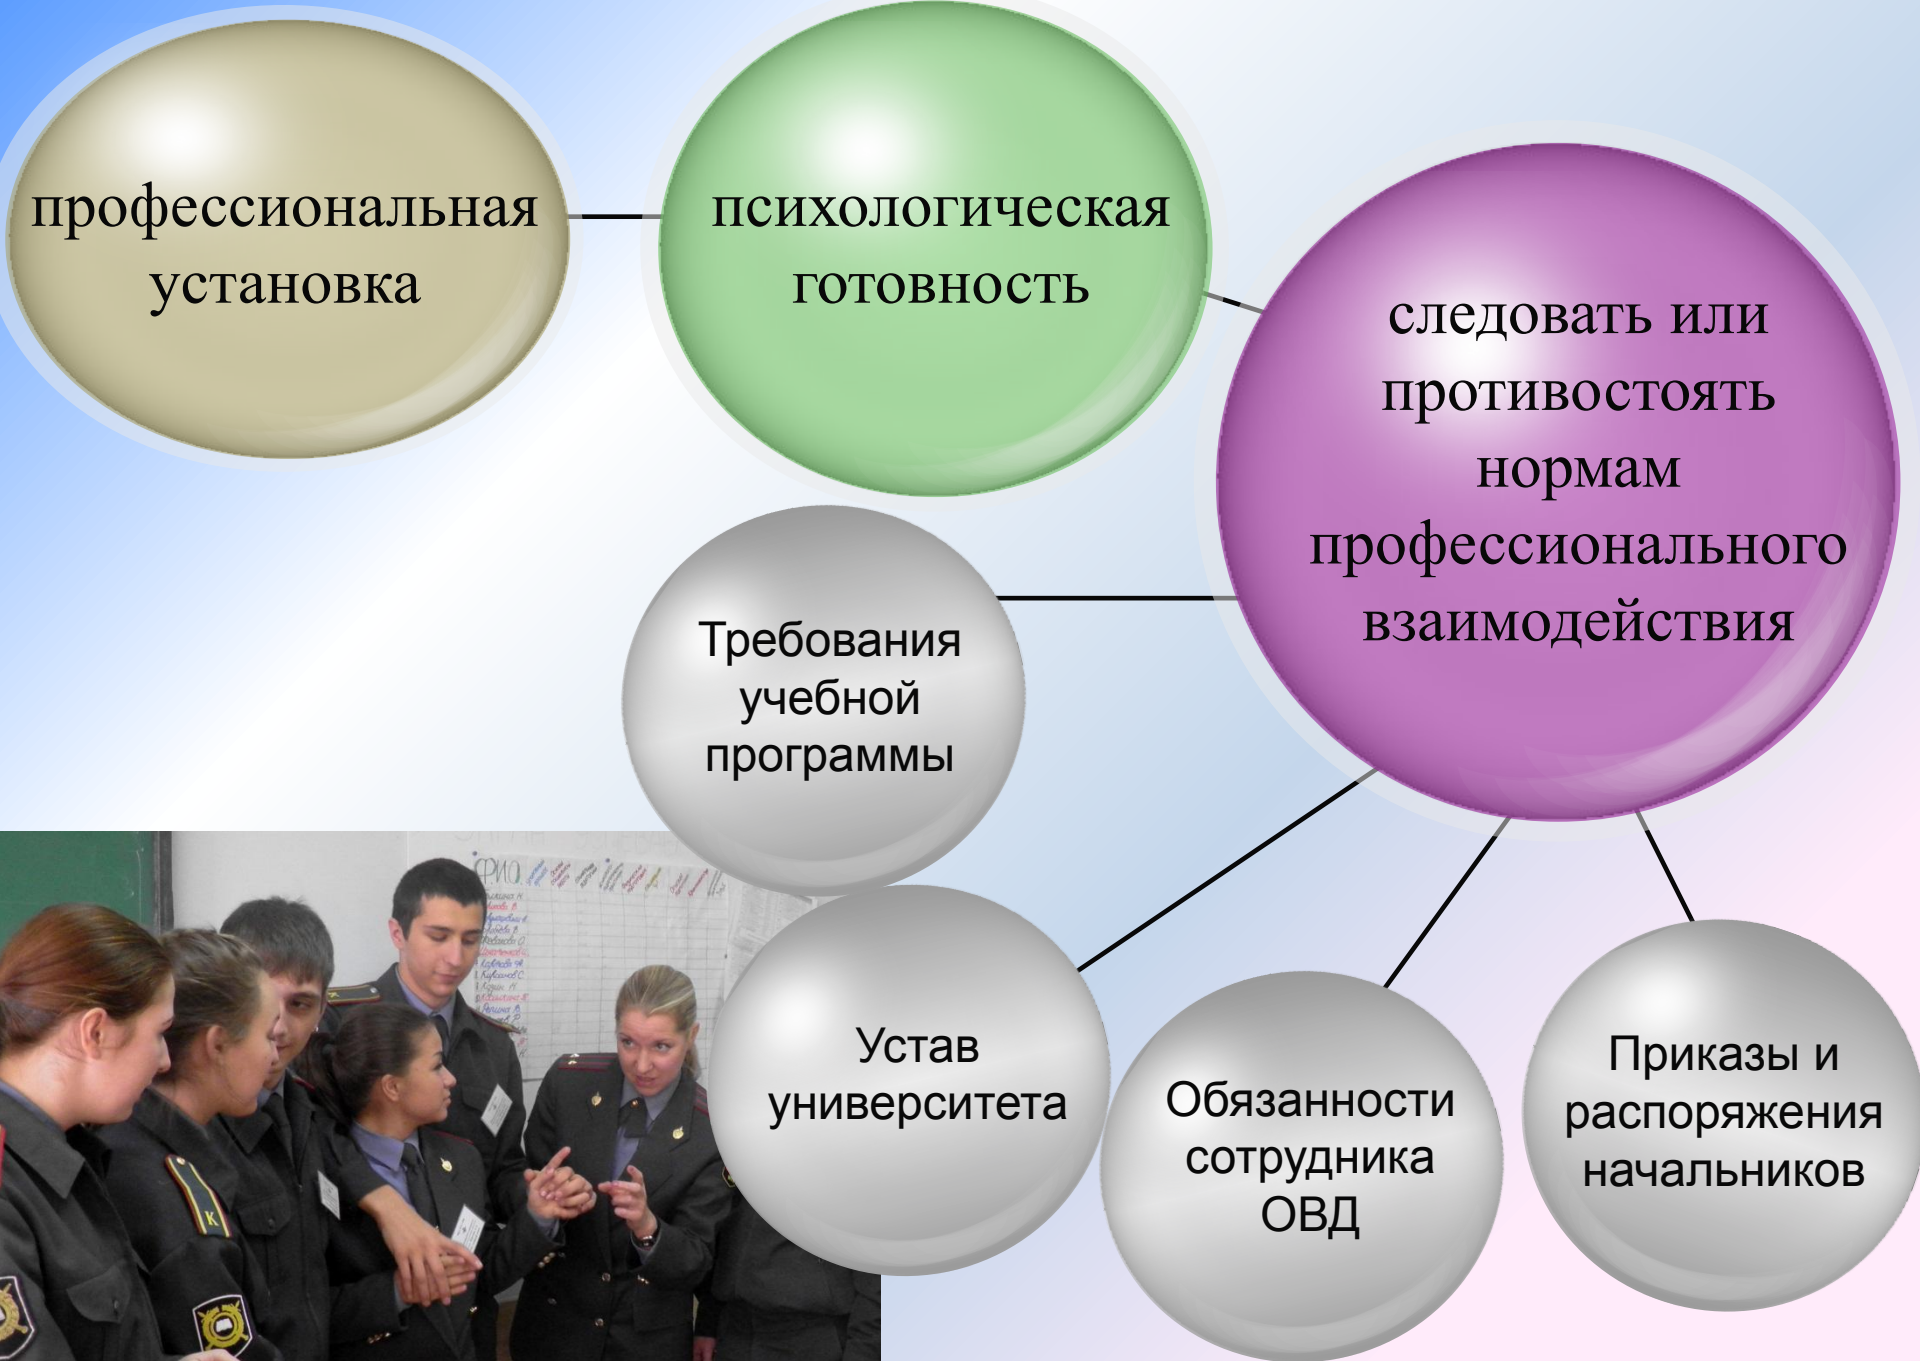 профессиональная
установка
психологическая
готовность
следовать или
противостоять
нормам
профессионального
взаимодействия
Требования
учебной
программы
Устав
университета
Обязанности
сотрудника
ОВД
Приказы и
распоряжения
начальников
ФИО
К